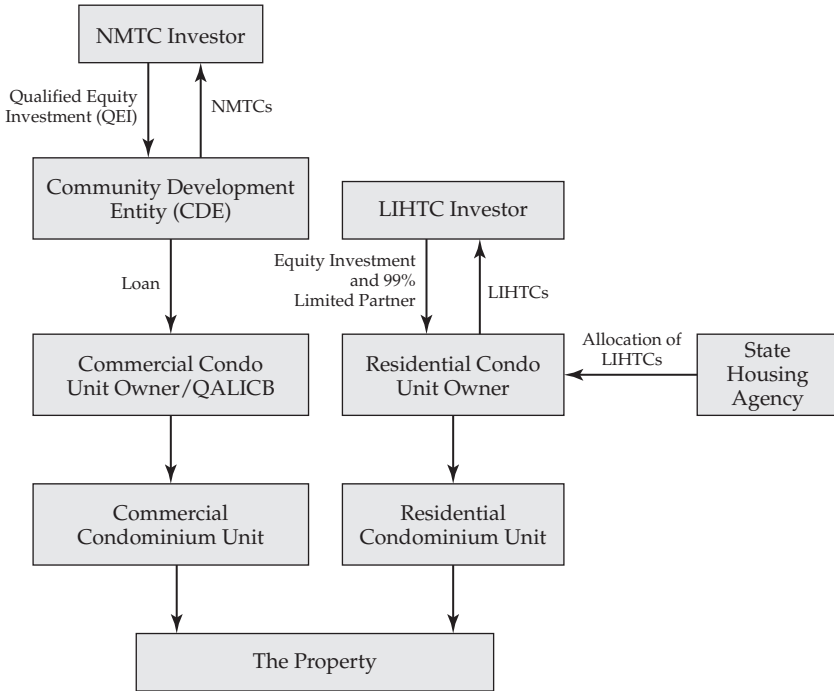 NMTC Investor
Qualified Equity
Investment (QEI)
NMTCs
Community Development
Entity (CDE)
LIHTC Investor
Loan
Equity Investment
and 99%
Limited Partner
LIHTCs
Commercial Condo
Unit Owner/QALICB
Residential Condo
Unit Owner
Allocation of
LIHTCs
State
Housing
Agency
Commercial
Condominium Unit
Residential
Condominium Unit
The Property